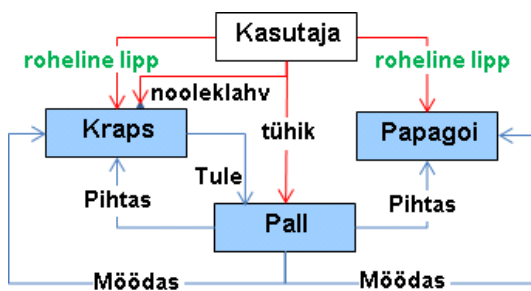 Kasutaja
roheline lipp
roheline lipp
nooleklahv
Kraps
tühik
Papagoi
Tule
Pihtas
Pihtas
Pall
Möödas
Möödas